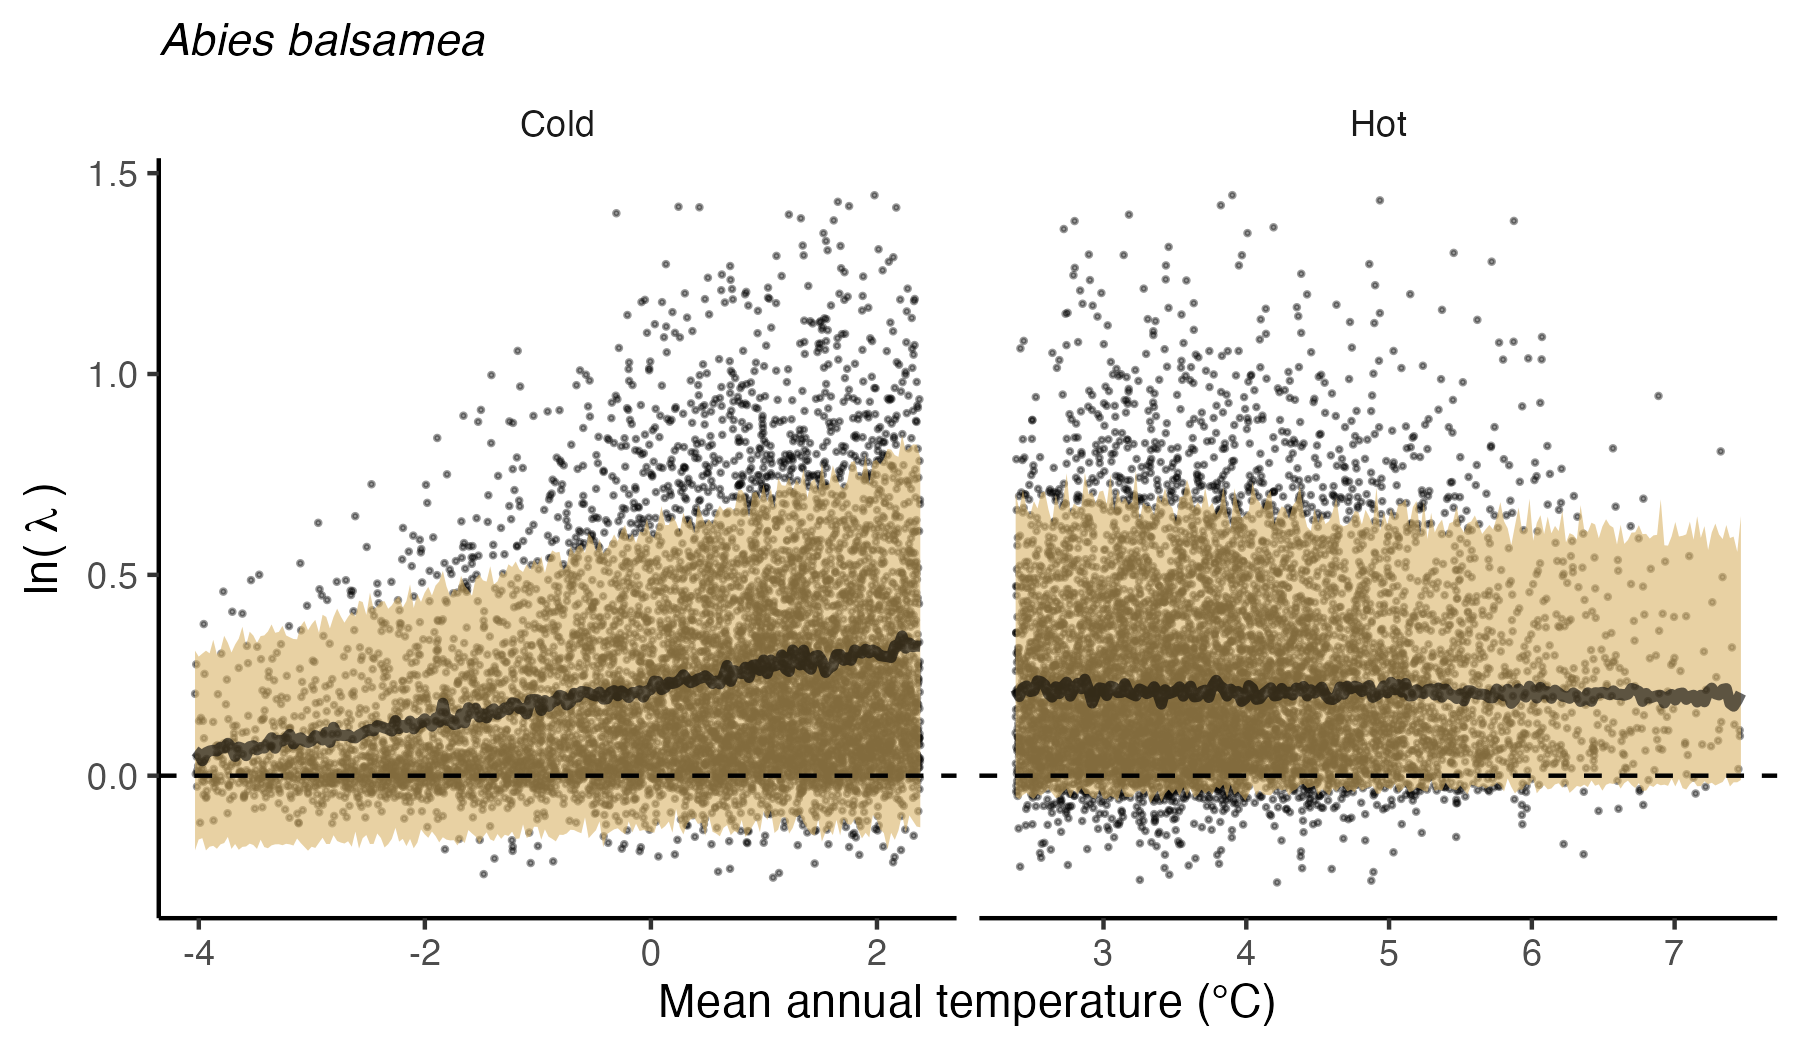 Abies balsamea
Cold
Hot
ln( λ )
1.5
1.0
0.5
0.0
-4 -2 0 2 3 4 5 6 7
Mean annual temperature (°C)